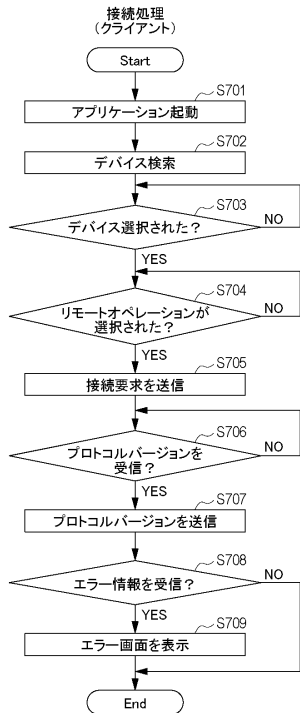 接続処理
(クライアント)
Start
S701
アプリケーション起動
S702
デバイス検索
S703
デバイス選択された？
NO
YES
S704
リモートオペレーションが
選択された？
NO
YES
S705
接続要求を送信
S706
プロトコルバージョンを
受信？
NO
YES
S707
プロトコルバージョンを送信
S708
エラー情報を受信？
NO
YES
S709
エラー画面を表示
End